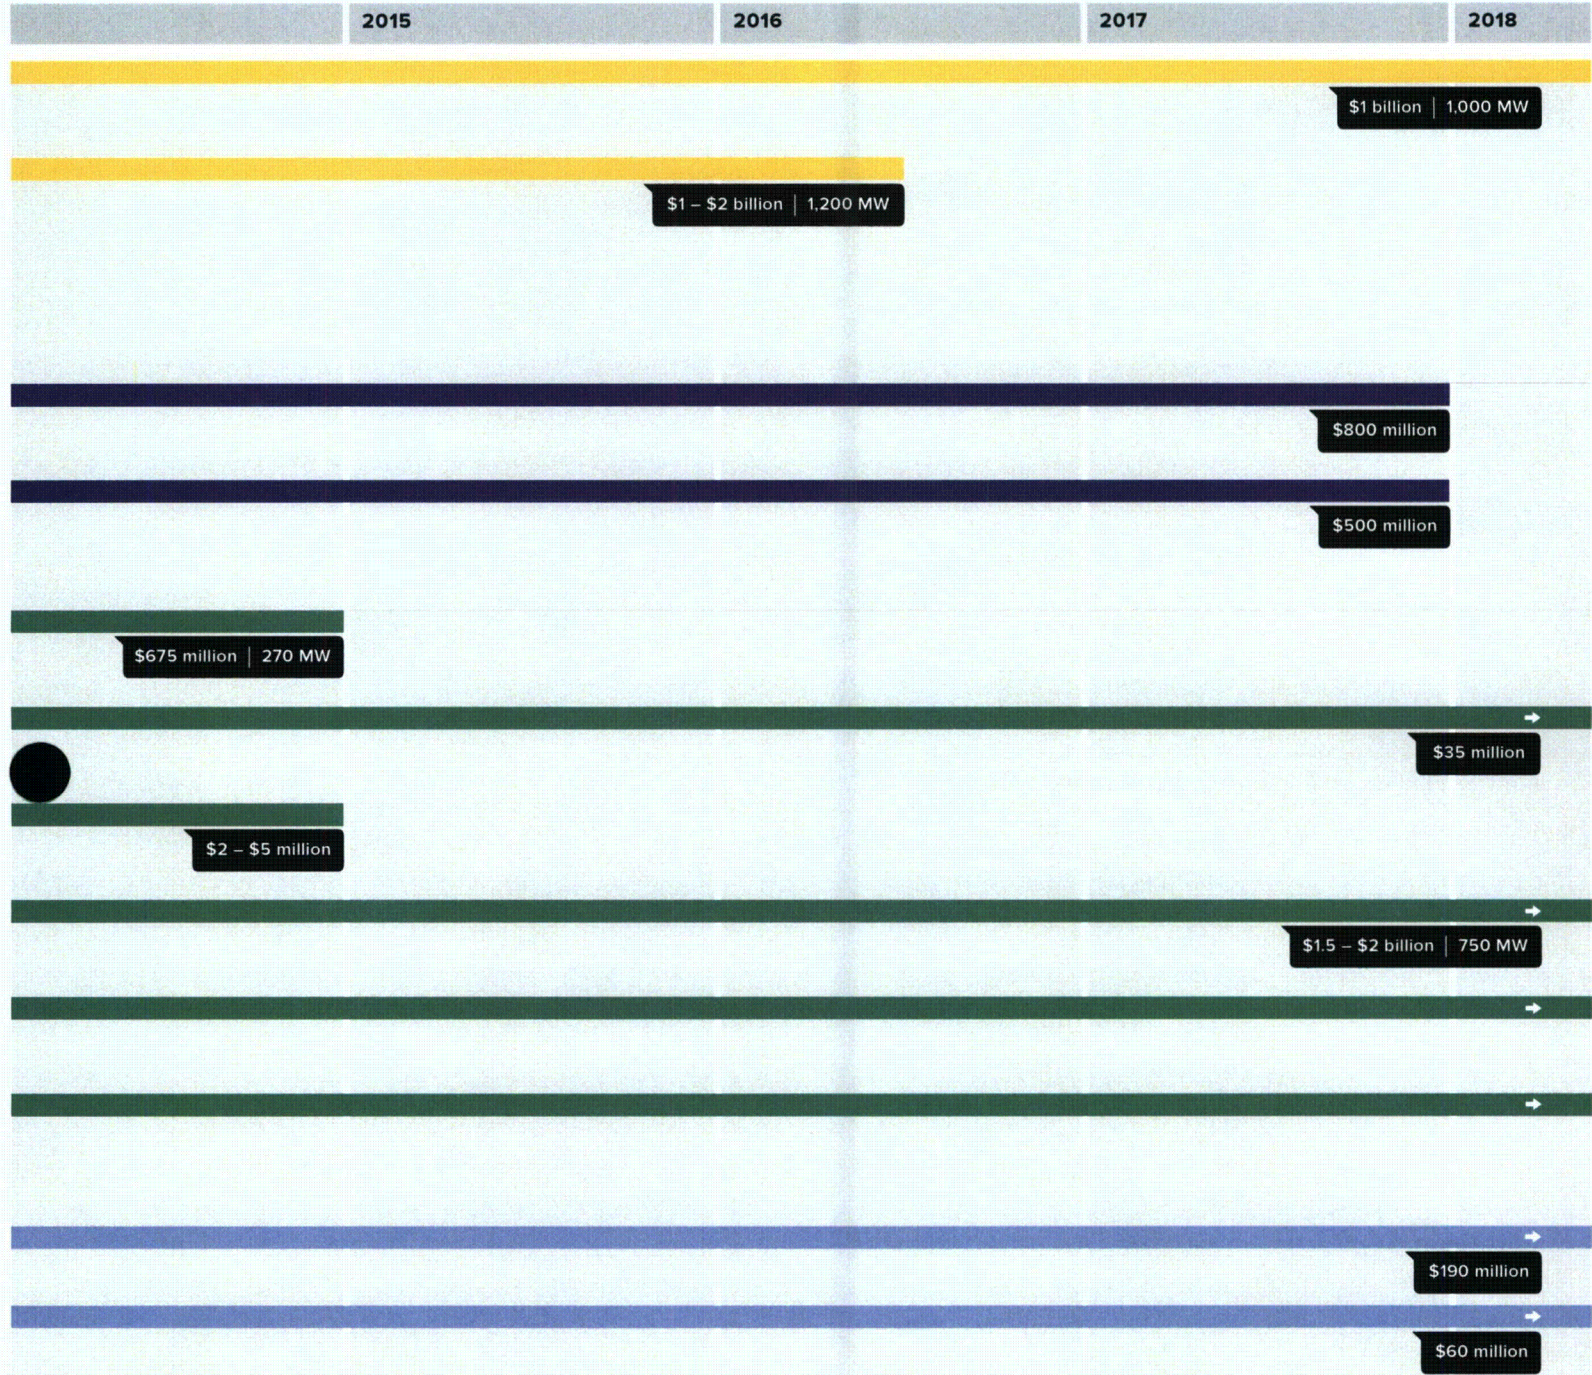 2015 2016 2017 2018
$1 billion | 1,000 MW
$1 – $2 billion | 1,200 MW
$800 million
$500 million
$675 million | 270 MW
$35 million
$2 – $5 million
$1.5 – $2 billion | 750 MW
$190 million
$60 million